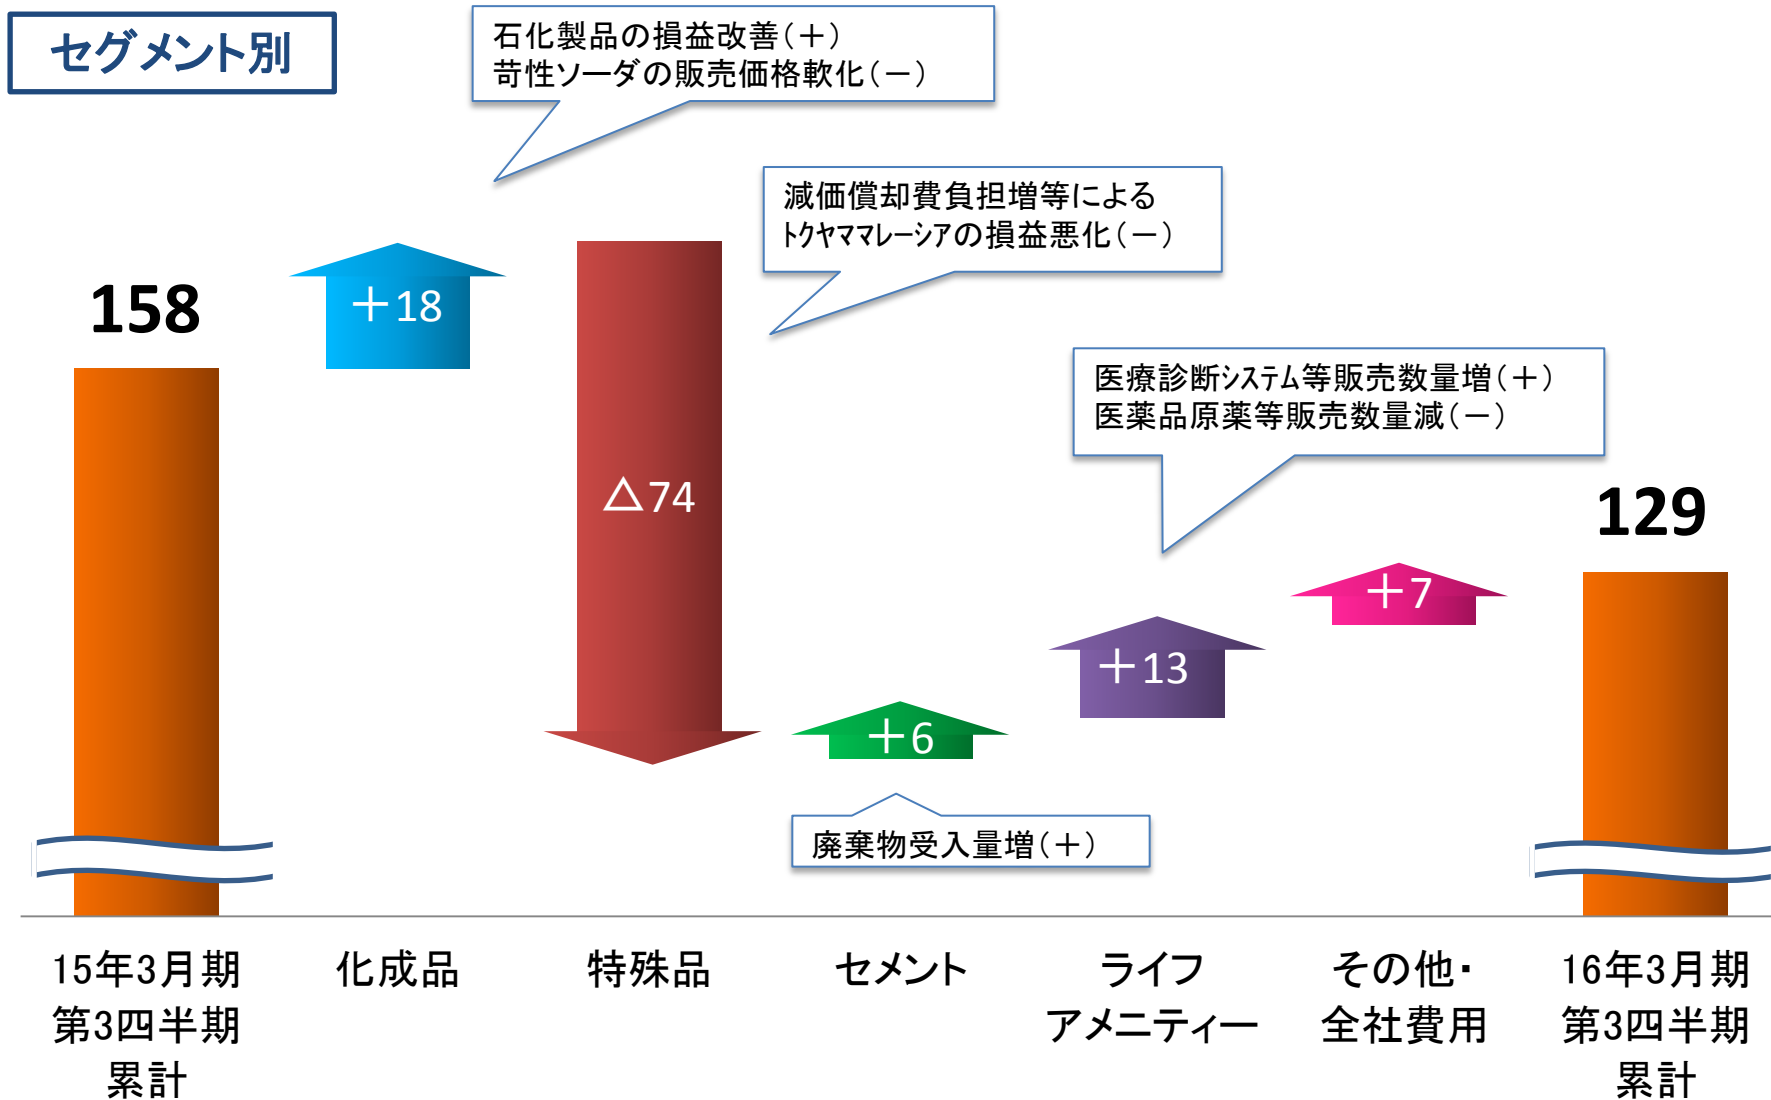 セグメント別
石化製品の損益改善(＋)
苛性ソーダの販売価格軟化(－)
減価償却費負担増等による
ﾄｸﾔﾏﾏﾚｰｼｱの損益悪化(－)
158
＋18
△74
医療診断ｼｽﾃﾑ等販売数量増(＋)
医薬品原薬等販売数量減(－)
129
＋7
＋13
＋6
廃棄物受入量増(＋)
15年3月期
第3四半期
累計
化成品
特殊品
セメント
ライフ
アメニティー
その他・
全社費用
16年3月期
第3四半期
累計